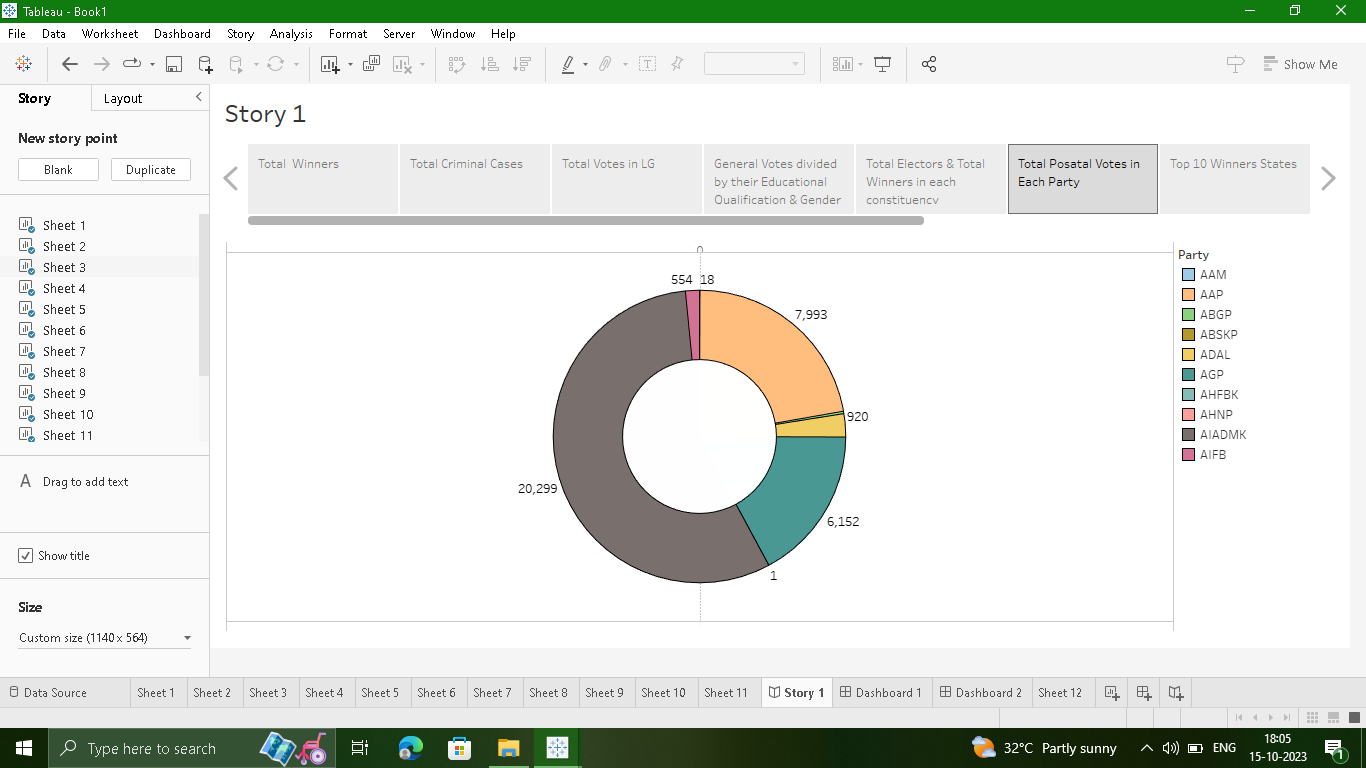 Tableau - Book1
File Data Worksheet Dashboard Story Analysis Format Server Window Help
Show Me
Story
Layout
New story point
Blank
Duplicate
Sheet 1
Sheet 2
Sheet 3
Sheet 4
Sheet 5
Sheet 6
Sheet 7
Sheet 8
Sheet 9
Sheet 10
Sheet 11
A Drag to add text
Show title
Size
Custom size (1140 x 564)
Story 1
Total Winners
Total Criminal Cases
Total Votes in LG
General Votes divided
by their Educational
Qualification & Gender
Total Electors & Total
Winners in each
constituency
Total Posatal Votes in
Each Party
Top 10 Winners States
0
554
18
7,993
920
20,299
6,152
1
Party
AAM
AAP
ABGP
ABSKP
ADAL
AGP
AHFBK
AHNP
AIADMK
AIFB
Data Source Sheet 1 Sheet 2 Sheet 3 Sheet 4 Sheet 5 Sheet 6 Sheet 7 Sheet 8 Sheet 9 Sheet 10 Sheet 11 Story 1 Dashboard 1 Dashboard 2 Sheet 12
Type here to search
32°C Partly sunny
ENG
18:05
15-10-2023
1